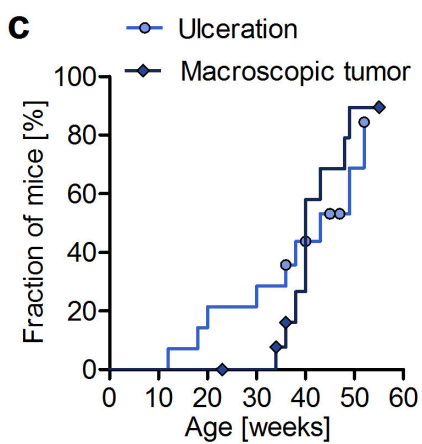 c
Ulceration
Macroscopic tumor
Fraction of mice [%]
100
80
60
40
20
0
0 10 20 30 40 50 60
Age [weeks]